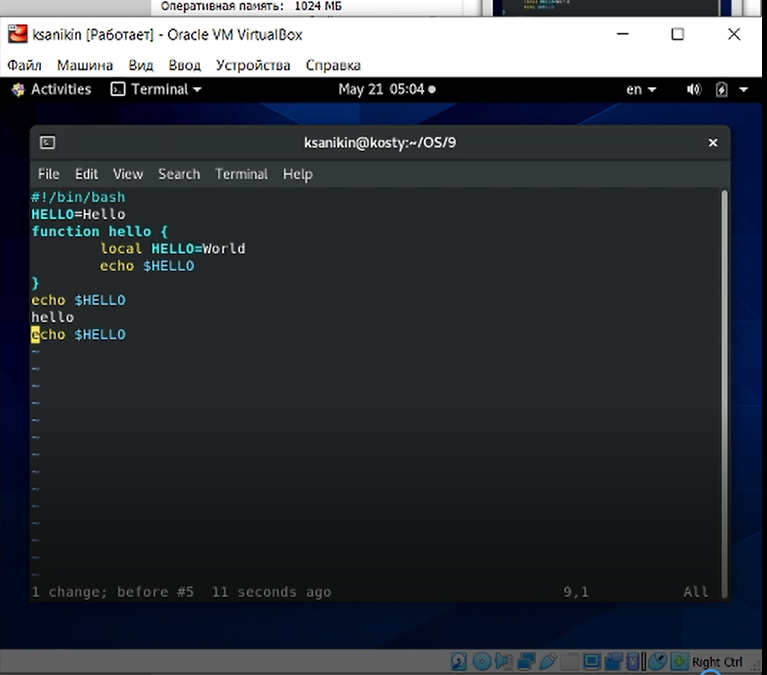 Оперативная память: 1024 МБ
ksanikin [Работает] - Oracle VM VirtualBox
Файл Машина Вид Ввод Устройства Справка
Activities Terminal May 21 05:04 en
ksanikin@kosty:~/OS/9
File Edit View Search Terminal Help
#!/bin/bash
HELLO=Hello
function hello {
local HELLO=World
echo $HELLO
}
echo $HELLO
hello
echo $HELLO
~
~
~
~
~
~
~
~
~
~
~
~
~
~
1 change; before #5 11 seconds ago 9,1 All
Right Ctrl